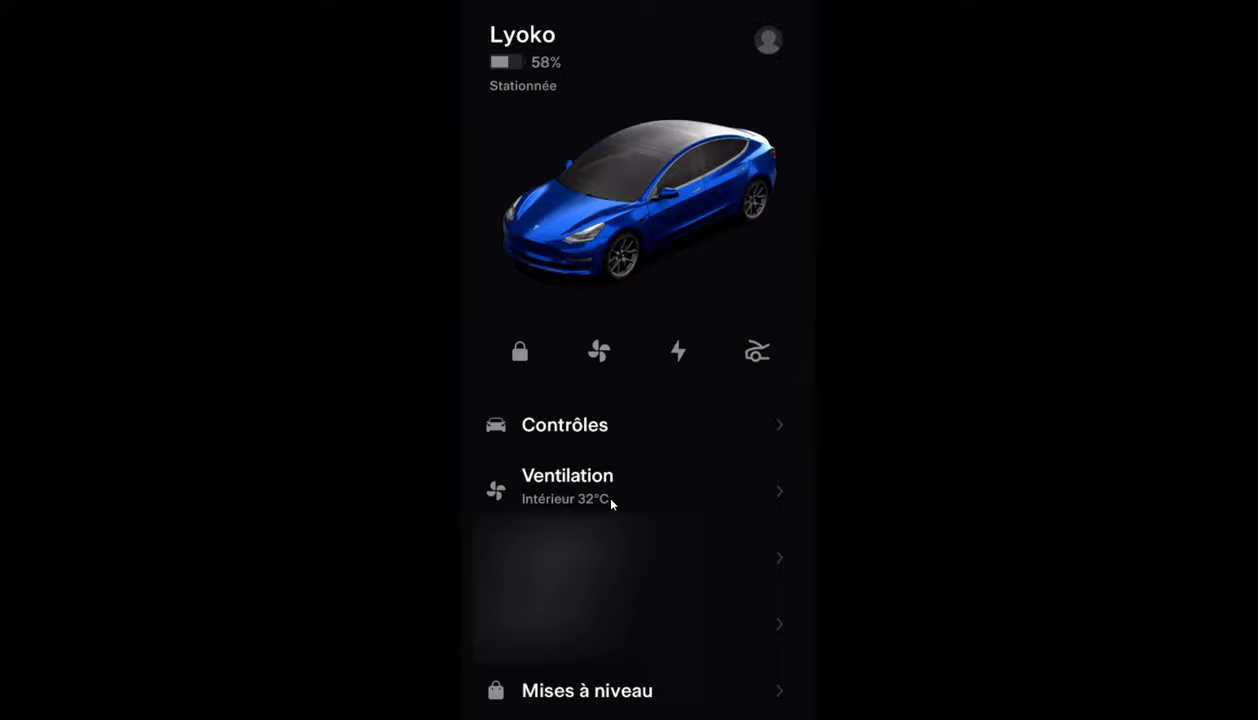 Lyoko
58%
Stationnée
Contrôles
Ventilation
Intérieur 32°C
Mises à niveau